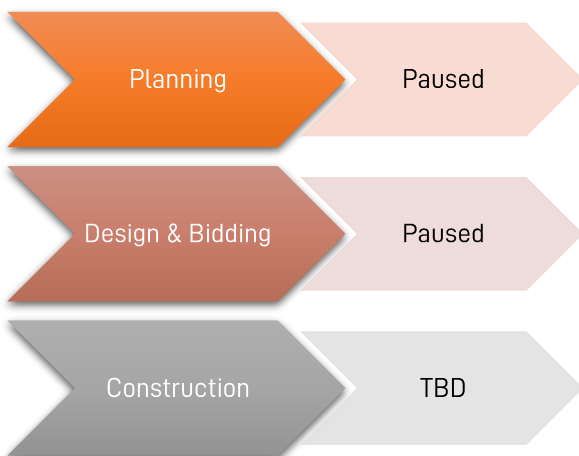 Planning
Paused
Design & Bidding
Paused
Construction
TBD